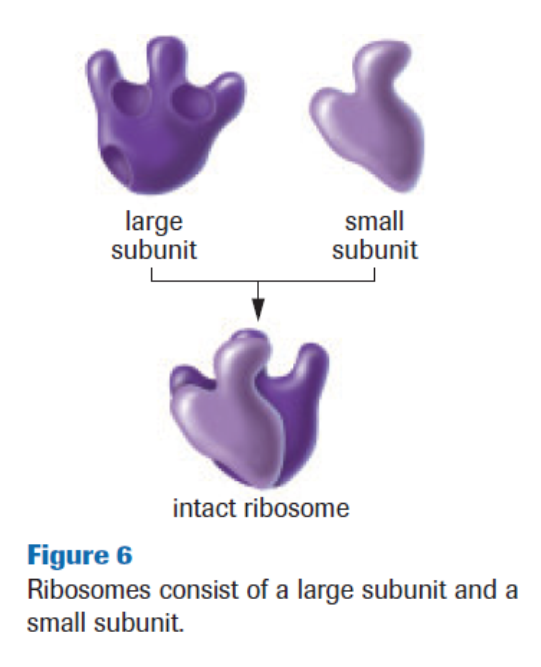 large
subunit
small
subunit
intact ribosome
Figure 6
Ribosomes consist of a large subunit and a
small subunit.